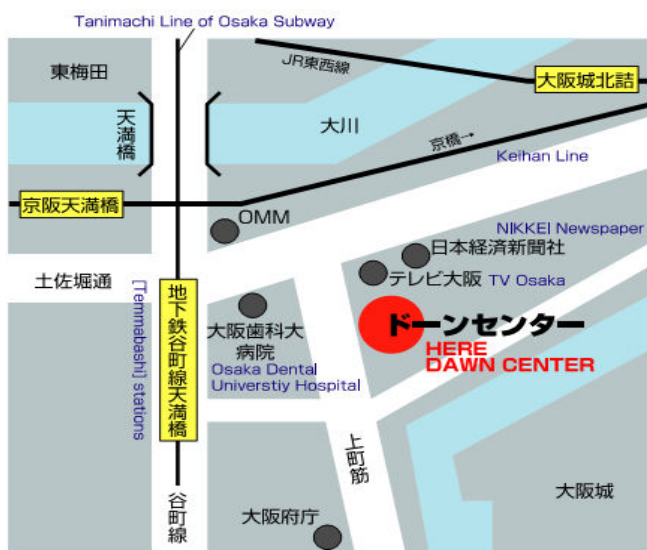 Tanimachi Line of Osaka Subway
東梅田
JR東西線
大阪城北詰
天満橋
大川
京橋→
Keihan Line
京阪天満橋
OMM
NIKKEI Newspaper
日本経済新聞社
土佐堀通
テレビ大阪 TV Osaka
[Temmabashi] stations
地下鉄谷町線天満橋
大阪歯科大
病院
Osaka Dental
Universtiy Hospital
ドーンセンター
HERE
DAWN CENTER
上町筋
谷町線
大阪府庁
大阪城